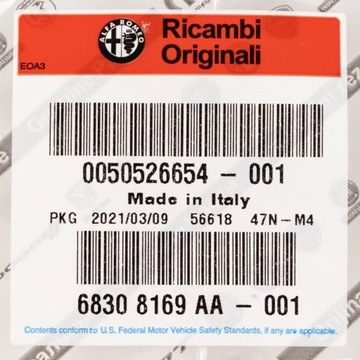 ALFA ROMEO
Ricambi
Originali
EOA3
0050526654 - 001
Made in Italy
PKG 2021/03/09 56618 47N-M4
6830 8169 AA - 001
Contents conform to U.S. Federal Motor Vehicle Safety Standards, if any are applicable.